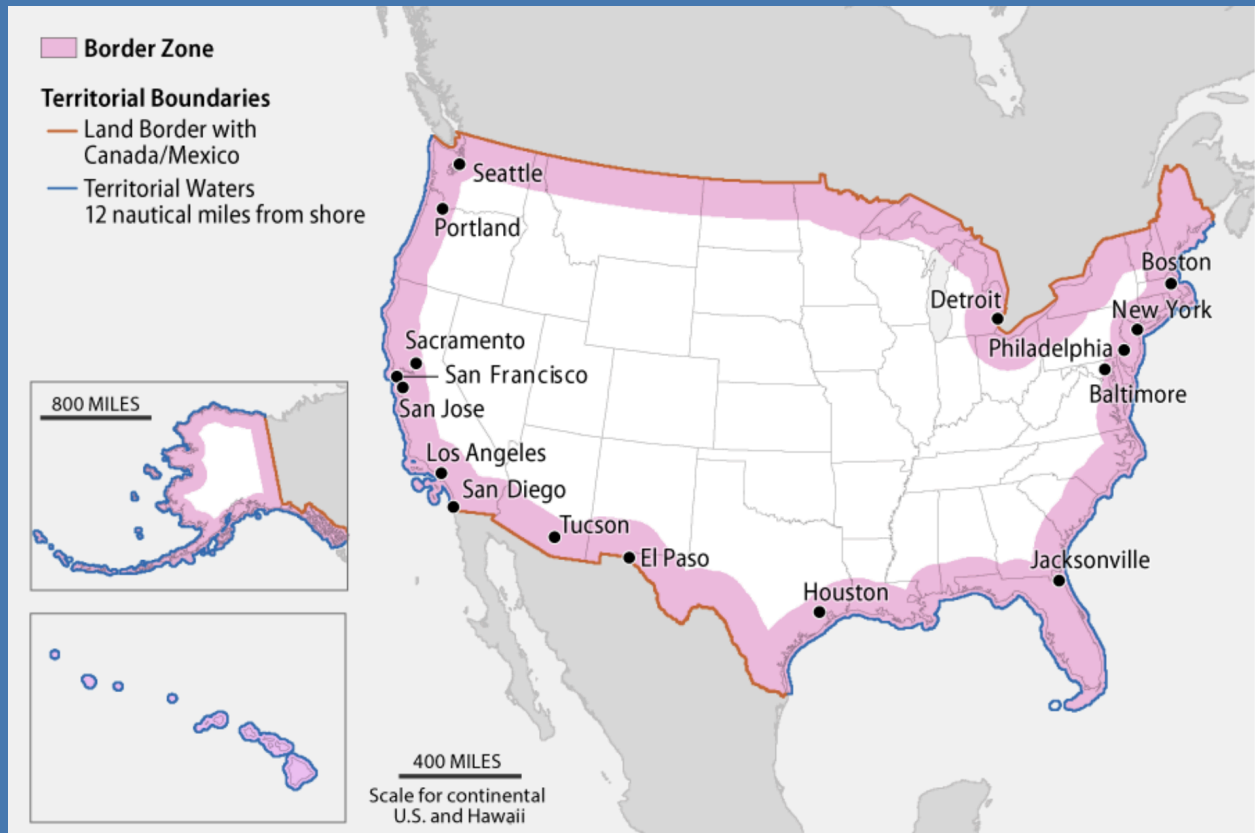 Border Zone
Territorial Boundaries
Land Border with
Canada/Mexico
Territorial Waters
12 nautical miles from shore
Seattle
Portland
Boston
Detroit
New York
Philadelphia
Baltimore
Sacramento
San Francisco
San Jose
Los Angeles
San Diego
Tucson
El Paso
Houston
Jacksonville
800 MILES
400 MILES
Scale for continental
U.S. and Hawaii